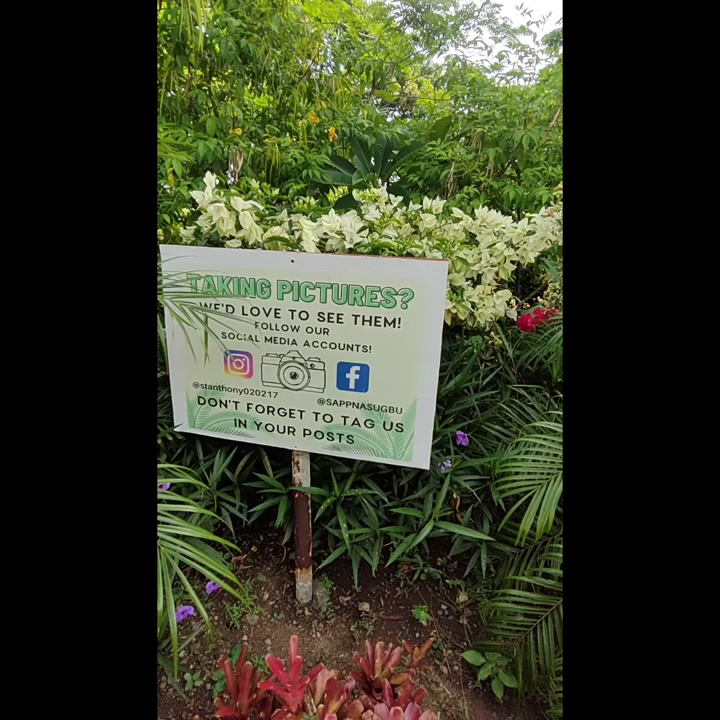 TAKING PICTURES?
WE'D LOVE TO SEE THEM!
FOLLOW OUR
SOCIAL MEDIA ACCOUNTS!
@stanthony020217
@SAPPNASUGBU
DON'T FORGET TO TAG US
IN YOUR POSTS